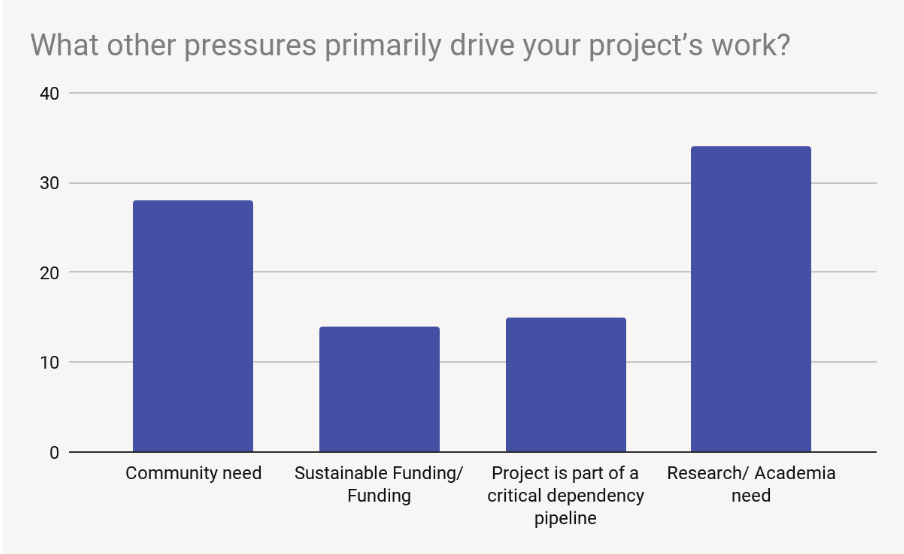 What other pressures primarily drive your project’s work?
40
30
20
10
0
Community need
Sustainable Funding/
Funding
Project is part of a
critical dependency
pipeline
Research/ Academia
need